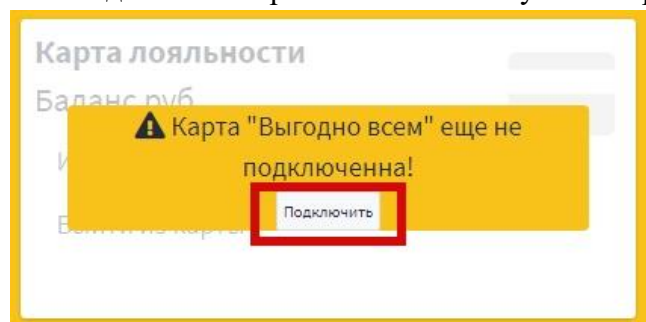 Карта лояльности
Баланс руб
Карта "Выгодно всем" еще не
подключенна!
Подключить